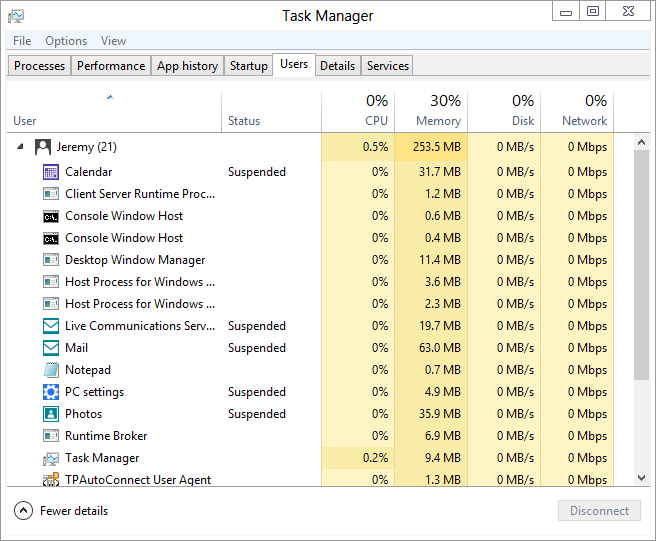 Task Manager
File Options View
Processes Performance App history Startup Users Details Services
0% 30% 0% 0%
User Status CPU Memory Disk Network
Jeremy (21) 0.5% 253.5 MB 0 MB/s 0 Mbps
Calendar Suspended 0% 31.7 MB 0 MB/s 0 Mbps
Client Server Runtime Proc... 0% 1.2 MB 0 MB/s 0 Mbps
C:\. Console Window Host 0% 0.6 MB 0 MB/s 0 Mbps
C:\. Console Window Host 0% 0.4 MB 0 MB/s 0 Mbps
Desktop Window Manager 0% 11.4 MB 0 MB/s 0 Mbps
Host Process for Windows ... 0% 3.6 MB 0 MB/s 0 Mbps
Host Process for Windows ... 0% 2.3 MB 0 MB/s 0 Mbps
Live Communications Serv... Suspended 0% 19.7 MB 0 MB/s 0 Mbps
Mail Suspended 0% 63.0 MB 0 MB/s 0 Mbps
Notepad 0% 0.7 MB 0 MB/s 0 Mbps
PC settings Suspended 0% 4.9 MB 0 MB/s 0 Mbps
Photos Suspended 0% 35.9 MB 0 MB/s 0 Mbps
Runtime Broker 0% 6.9 MB 0 MB/s 0 Mbps
Task Manager 0.2% 9.4 MB 0 MB/s 0 Mbps
TPAutoConnect User Agent 0% 1.3 MB 0 MB/s 0 Mbps
Fewer details Disconnect